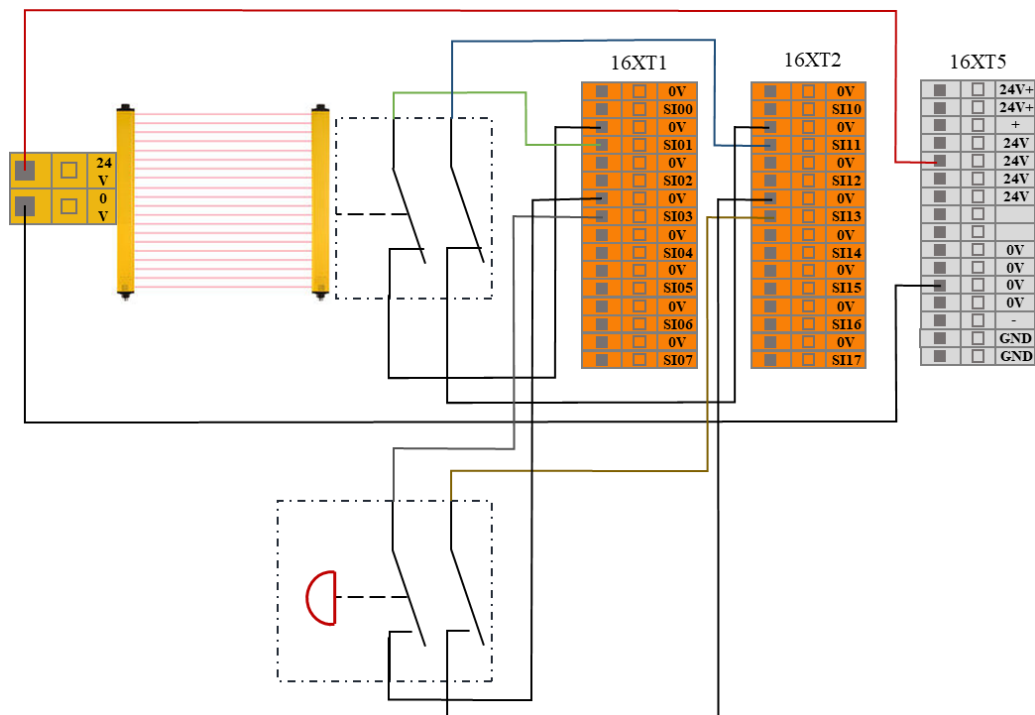 16XT1
16XT2
16XT5
24
V
0
V
0V
SI00
0V
SI01
0V
SI02
0V
SI03
0V
SI04
0V
SI05
0V
SI06
0V
SI07
0V
SI10
0V
SI11
0V
SI12
0V
SI13
0V
SI14
0V
SI15
0V
SI16
0V
SI17
24V+
24V+
+
24V
24V
24V
24V
0V
0V
0V
0V
-
GND
GND